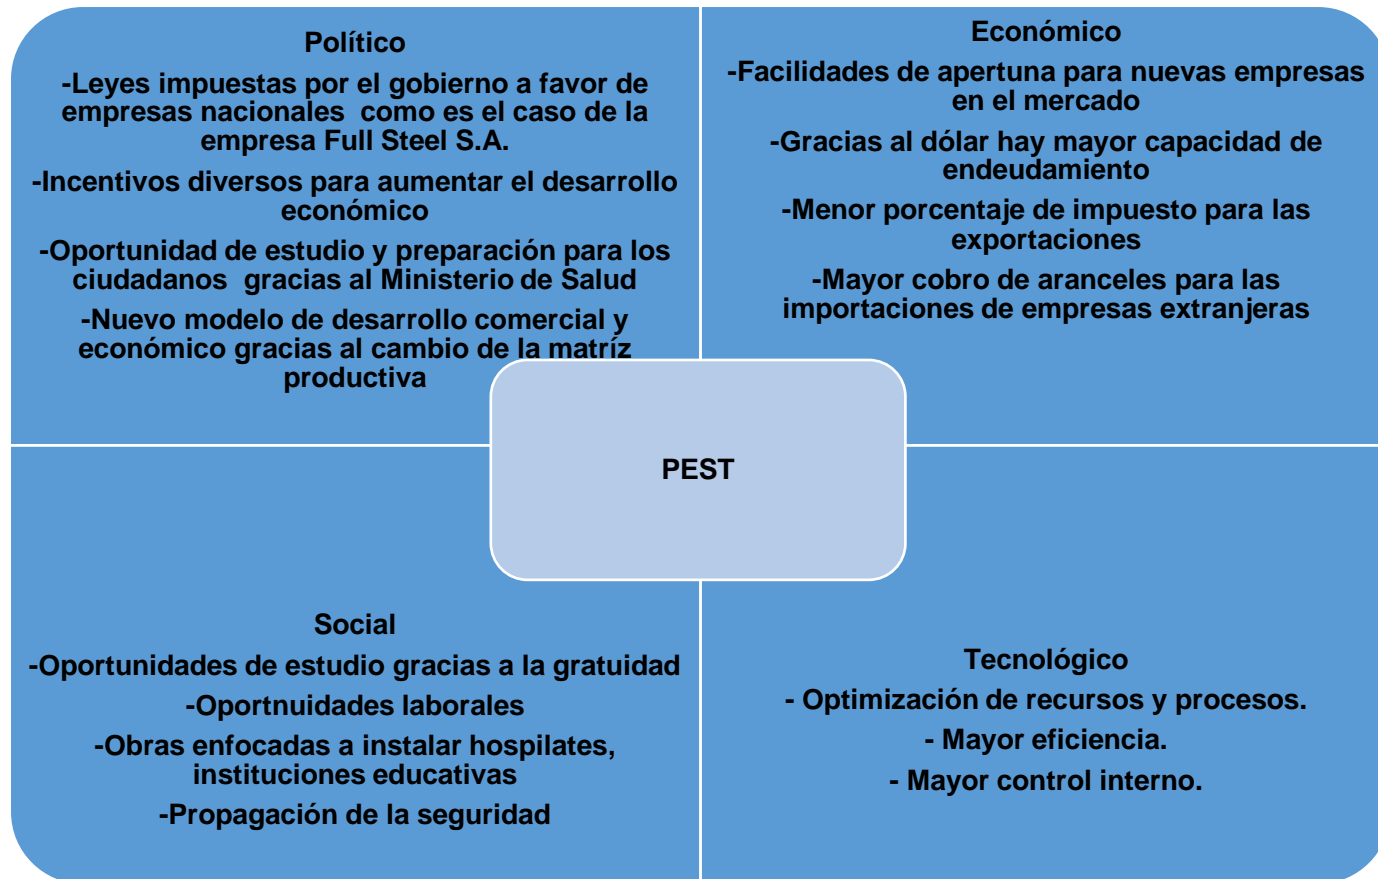 Político
-Leyes impuestas por el gobierno a favor de
empresas nacionales como es el caso de la
empresa Full Steel S.A.
-Incentivos diversos para aumentar el desarrollo
económico
-Oportunidad de estudio y preparación para los
ciudadanos gracias al Ministerio de Salud
-Nuevo modelo de desarrollo comercial y
económico gracias al cambio de la matríz
productiva
Económico
-Facilidades de apertuna para nuevas empresas
en el mercado
-Gracias al dólar hay mayor capacidad de
endeudamiento
-Menor porcentaje de impuesto para las
exportaciones
-Mayor cobro de aranceles para las
importaciones de empresas extranjeras
PEST
Social
-Oportunidades de estudio gracias a la gratuidad
-Oportnuidades laborales
-Obras enfocadas a instalar hospilates,
instituciones educativas
-Propagación de la seguridad
Tecnológico
- Optimización de recursos y procesos.
- Mayor eficiencia.
- Mayor control interno.